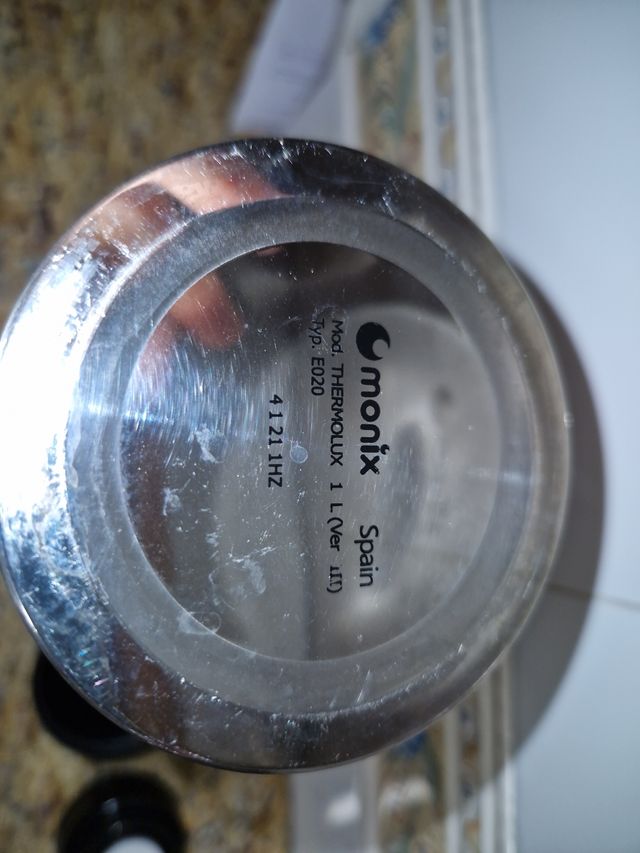 monix Spain
Mod. THERMOLUX 1 L (Ver III)
Typ: E020
4 1 21 1HZ